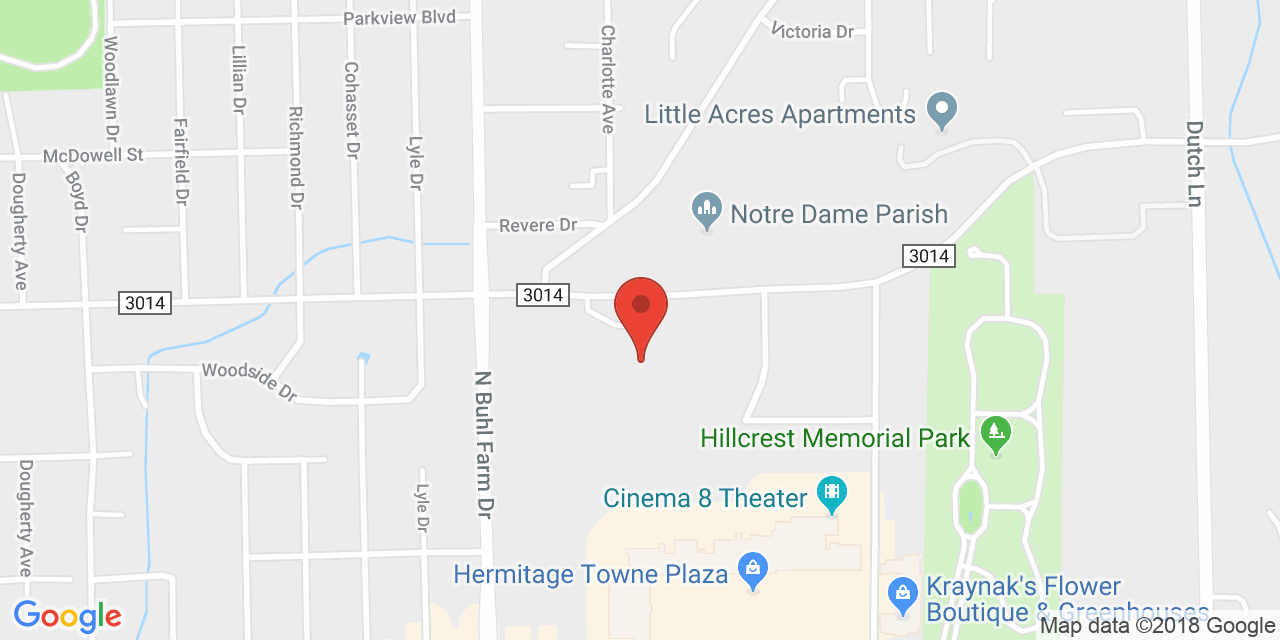 Parkview Blvd
Victoria Dr
Woodlawn Dr
Lillian Dr
Cohasset Dr
Charlotte Ave
Little Acres Apartments
Fairfield Dr
Richmond Dr
Lyle Dr
McDowell St
Dutch Ln
Dougherty Ave
Boyd Dr
Revere Dr
Notre Dame Parish
3014
3014
3014
Woodside Dr
N Buhl Farm Dr
Hillcrest Memorial Park
Dougherty Ave
Lyle Dr
Cinema 8 Theater
Hermitage Towne Plaza
Kraynak's Flower
Boutique & Greenhouses
Google
Map data ©2018 Google